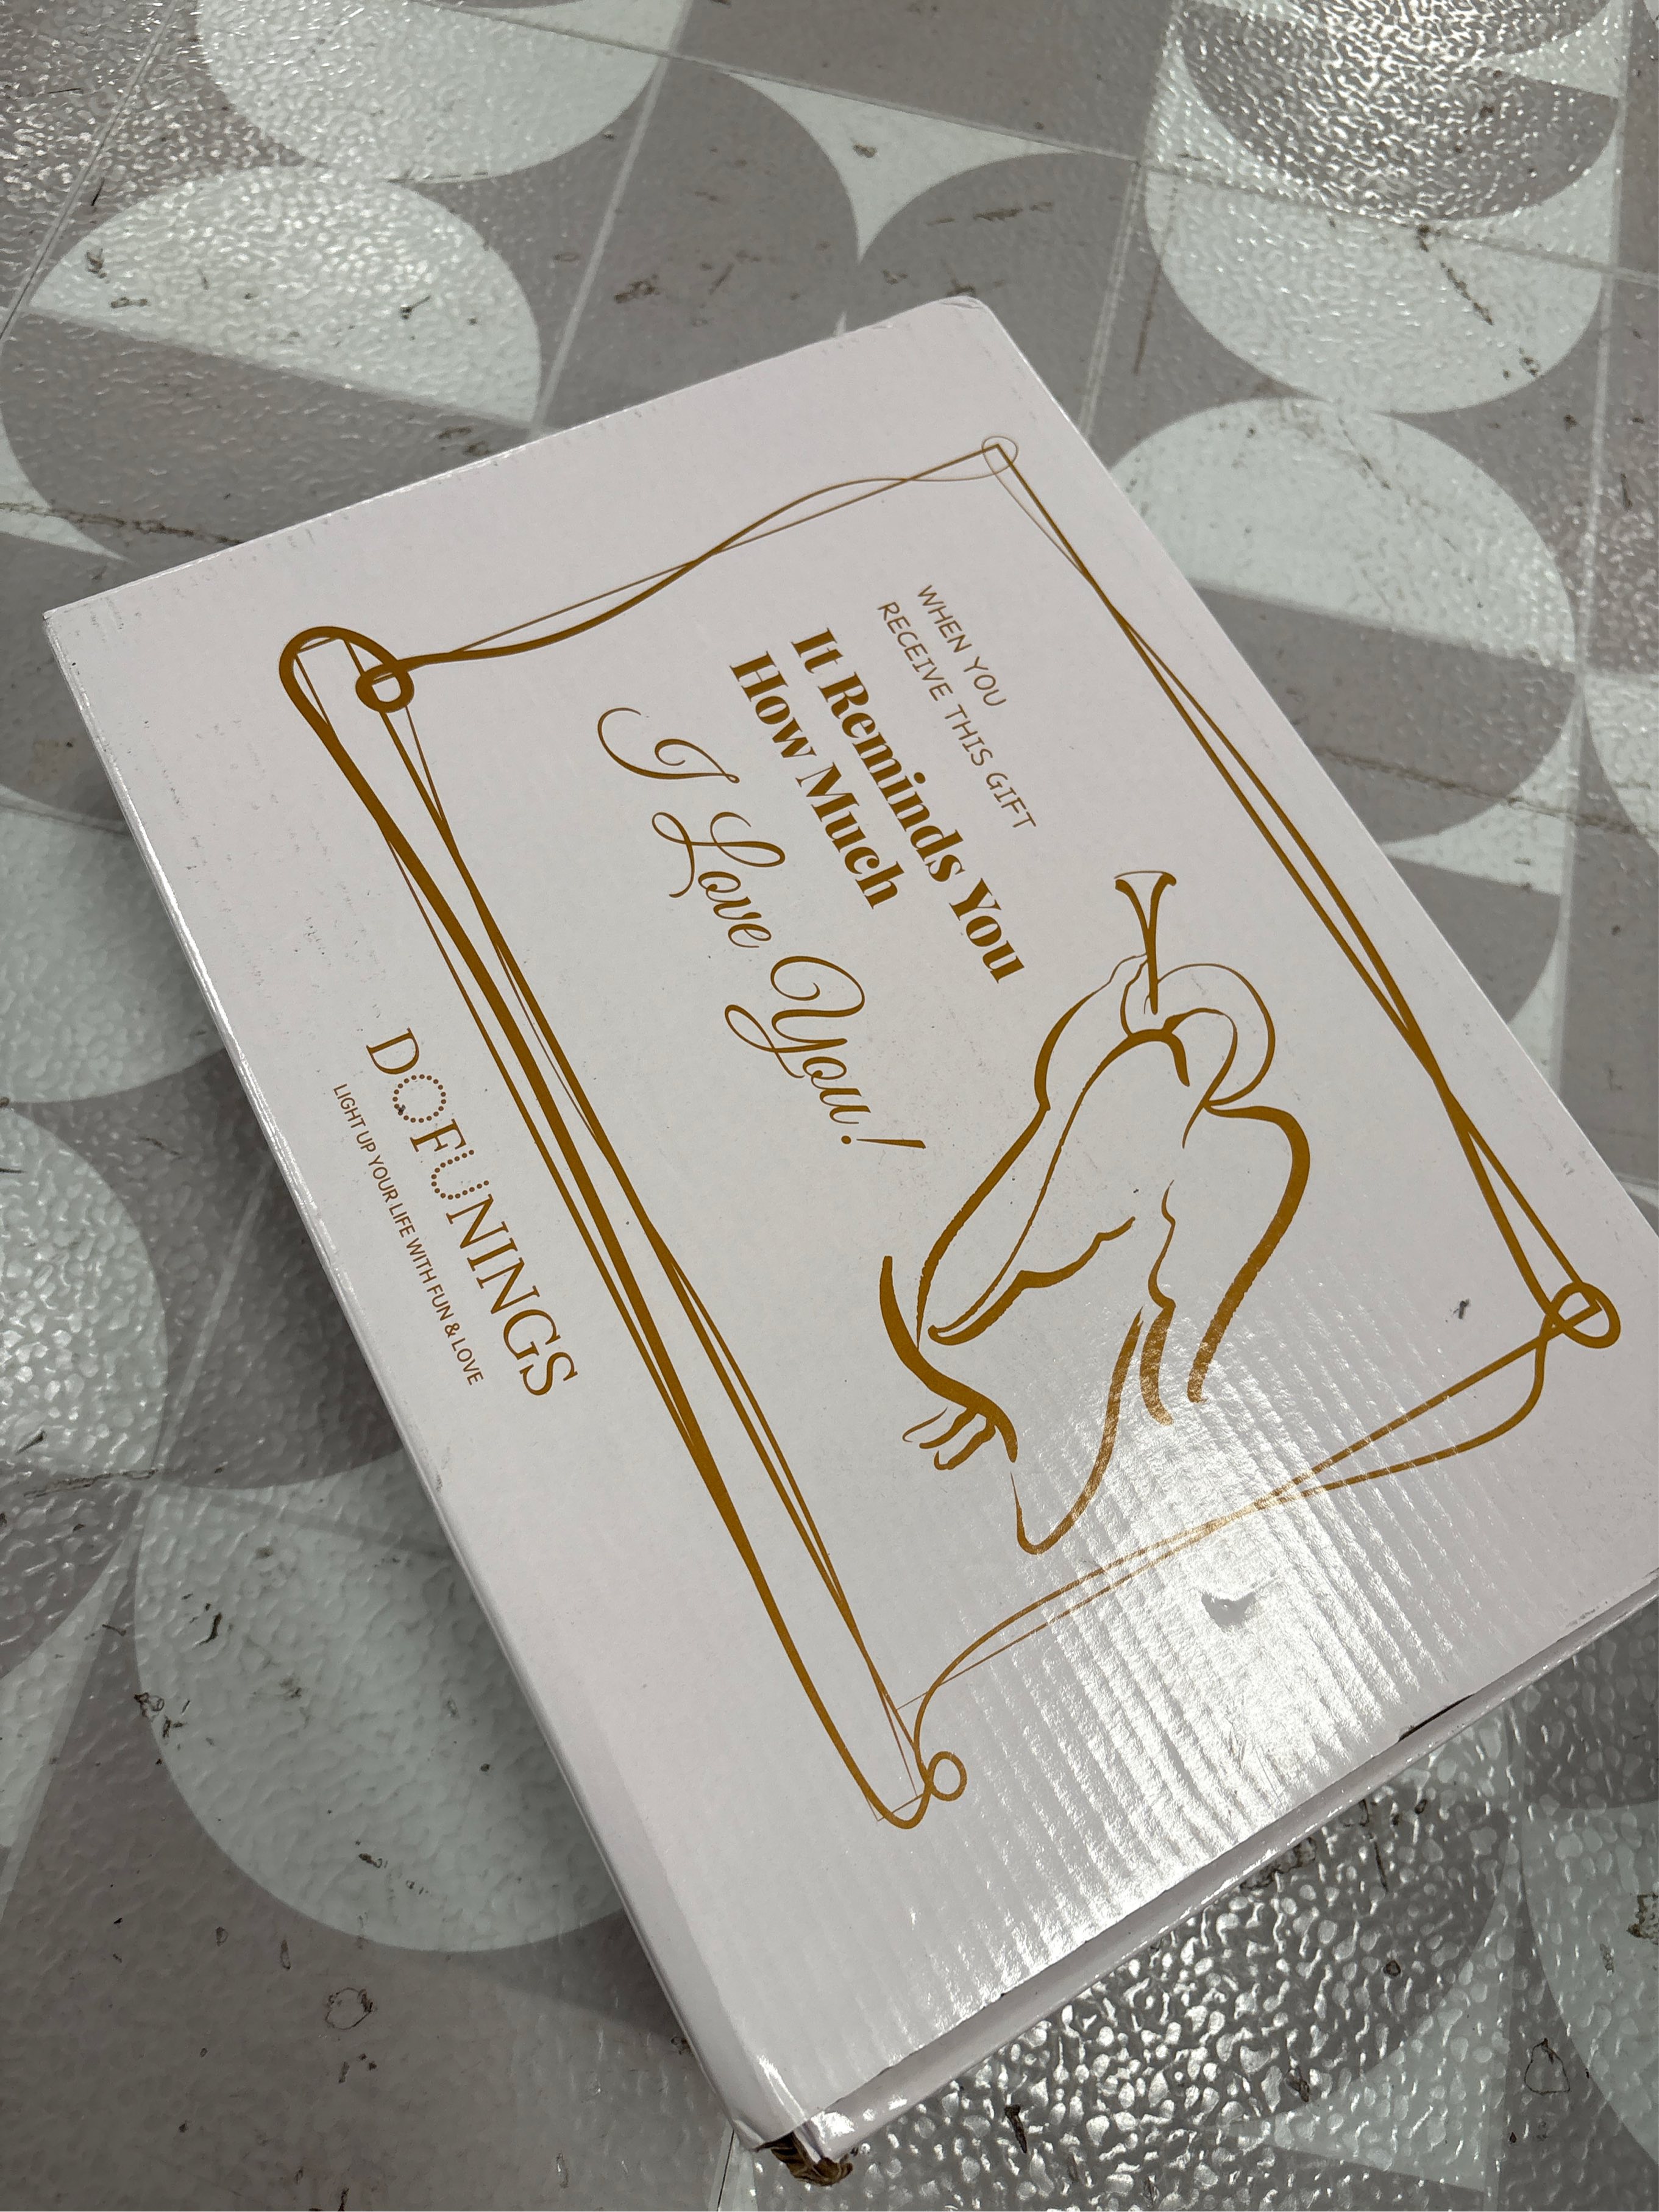 WHEN YOU
RECEIVE THIS GIFT
It Reminds You
How Much
I Love You!
DOFUNINGS
LIGHT UP YOUR LIFE WITH FUN & LOVE